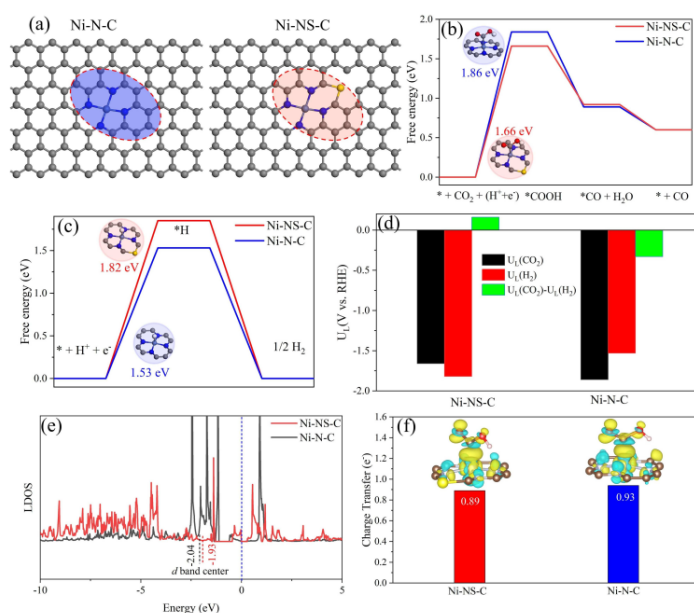 (a)
Ni-N-C
Ni-NS-C
(b)
Free energy (eV)
2.0
1.5
1.0
0.5
0.0
Ni-NS-C
Ni-N-C
1.86 eV
1.66 eV
* + CO₂ + (H⁺+e⁻)
*COOH
*CO + H₂O
* + CO
(c)
Free energy (eV)
1.5
1.0
0.5
0.0
*H
Ni-NS-C
Ni-N-C
1.82 eV
* + H⁺ + e⁻
1.53 eV
1/2 H₂
(d)
U_L(V vs. RHE)
0.0
-0.5
-1.0
-1.5
-2.0
U_L(CO₂)
U_L(H₂)
U_L(CO₂)-U_L(H₂)
Ni-NS-C
Ni-N-C
(e)
LDOS
Ni-NS-C
Ni-N-C
-2.04
-1.93
d band center
-10
-5
0
5
Energy (eV)
(f)
Charge Transfer (e⁻)
1.6
1.4
1.2
1.0
0.8
0.6
0.4
0.2
0.0
0.89
0.93
Ni-NS-C
Ni-N-C